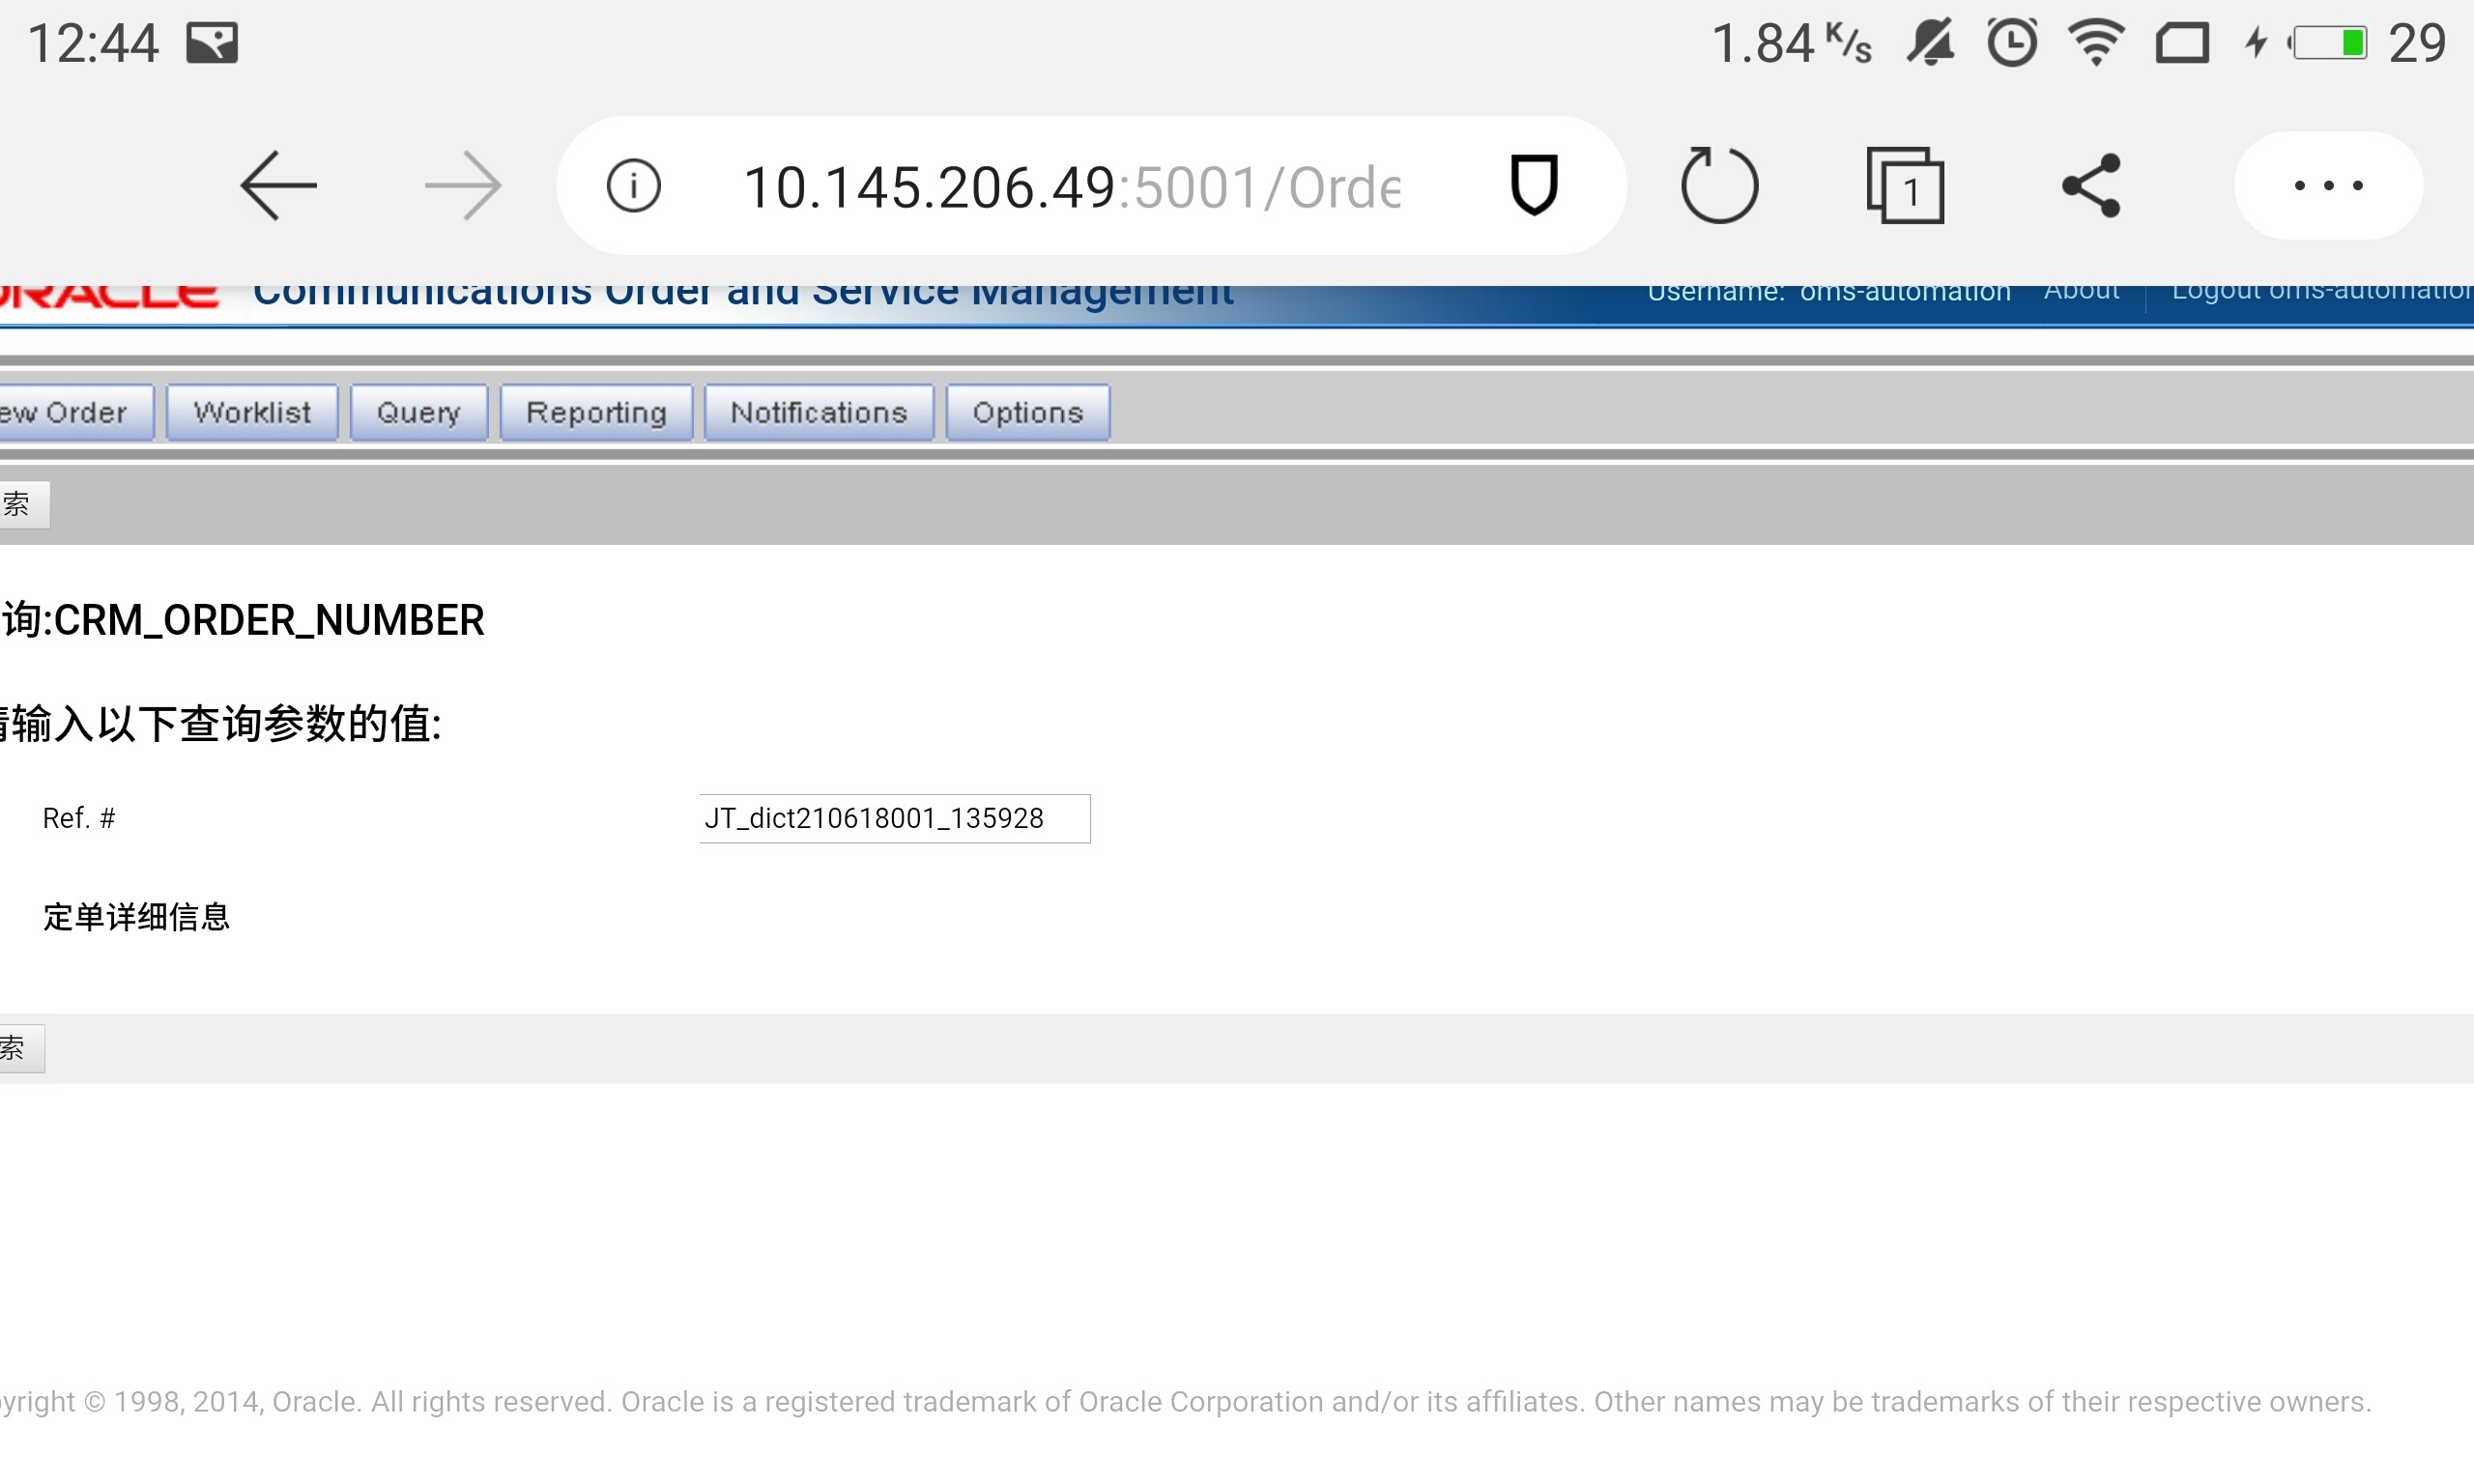 12:44
1.84 K/s 29
10.145.206.49:5001/Orde
1
ORACLE Communications Order and Service Management Username: oms-automation About Logout oms-automation
ew Order Worklist Query Reporting Notifications Options
索
询:CRM_ORDER_NUMBER
请输入以下查询参数的值:
Ref. # JT_dict210618001_135928
定单详细信息
索
yright © 1998, 2014, Oracle. All rights reserved. Oracle is a registered trademark of Oracle Corporation and/or its affiliates. Other names may be trademarks of their respective owners.